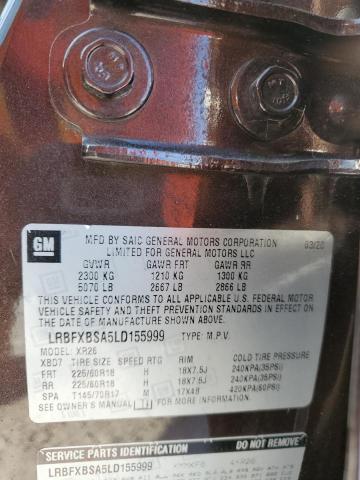 GM
MFD BY SAIC GENERAL MOTORS CORPORATION 03/20
LIMITED FOR GENERAL MOTORS LLC
GVWR GAWR FRT GAWR RR
2300 KG 1210 KG 1300 KG
5070 LB 2667 LB 2866 LB
THIS VEHICLE CONFORMS TO ALL APPLICABLE U.S. FEDERAL MOTOR
VEHICLE SAFETY AND THEFT PREVENTION STANDARDS IN EFFECT
ON THE DATE OF MANUFACTURE SHOWN ABOVE.
LRBFXBSA5LD155999 TYPE: M.P.V.
MODEL: XR26
XBD7 TIRE SIZE SPEED RTG RIM COLD TIRE PRESSURE
FRT 225/60R18 H 18X7.5J 240KPA(35PSI)
RR 225/60R18 H 18X7.5J 240KPA(35PSI)
SPA T145/70R17 M 17X4B 420KPA(60PSI)
SEE OWNER'S MANUAL
SERVICE PARTS IDENTIFICATION DO NOT REMOVE
LRBFXBSA5LD155999